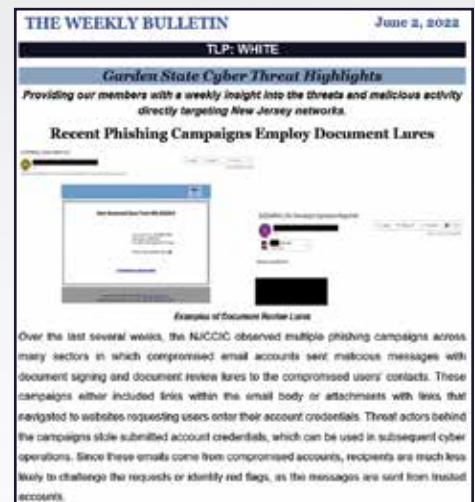 THE WEEKLY BULLETIN June 2, 2022
TLP: WHITE
Garden State Cyber Threat Highlights
Providing our members with a weekly insight into the threats and malicious activity
directly targeting New Jersey networks.
Recent Phishing Campaigns Employ Document Lures
Examples of Document Review Lures
Over the last several weeks, the NJCCIC observed multiple phishing campaigns across
many sectors in which compromised email accounts sent malicious messages with
document signing and document review lures to the compromised users' contacts. These
campaigns either included links within the email body or attachments with links that
navigated to websites requesting users enter their account credentials. Threat actors behind
the campaigns stole submitted account credentials, which can be used in subsequent cyber
operations. Since these emails come from compromised accounts, recipients are much less
likely to challenge the requests or identify red flags, as the messages are sent from trusted
accounts.